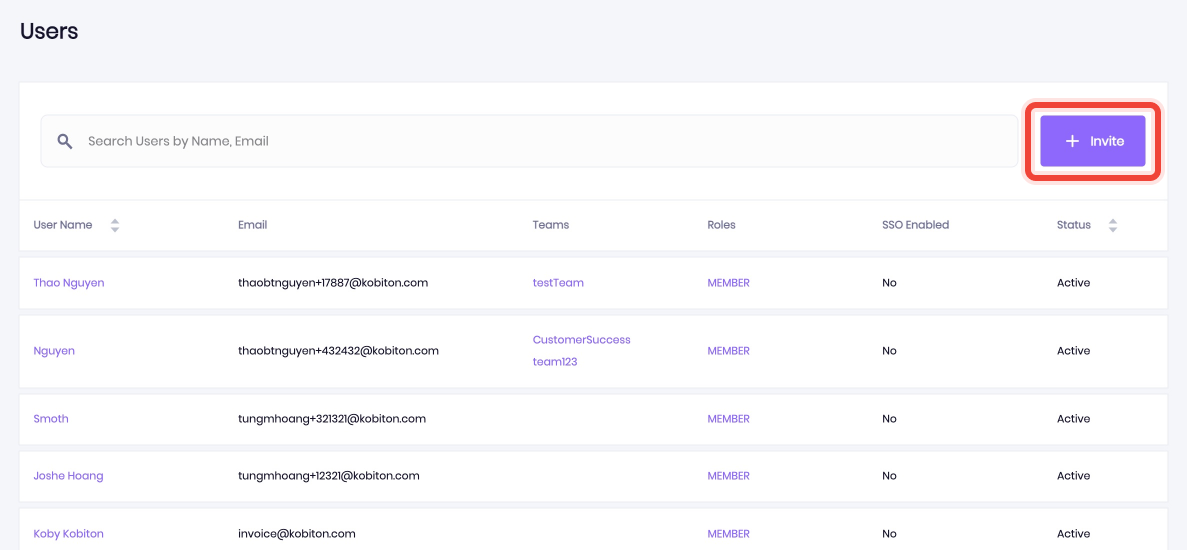 Users
Search Users by Name, Email
+ Invite
User Name Email Teams Roles SSO Enabled Status
Thao Nguyen thaobtnguyen+17887@kobiton.com testTeam MEMBER No Active
Nguyen thaobtnguyen+432432@kobiton.com CustomerSuccess MEMBER No Active
team123
Smoth tungmhoang+321321@kobiton.com MEMBER No Active
Joshe Hoang tungmhoang+12321@kobiton.com MEMBER No Active
Koby Kobiton invoice@kobiton.com MEMBER No Active